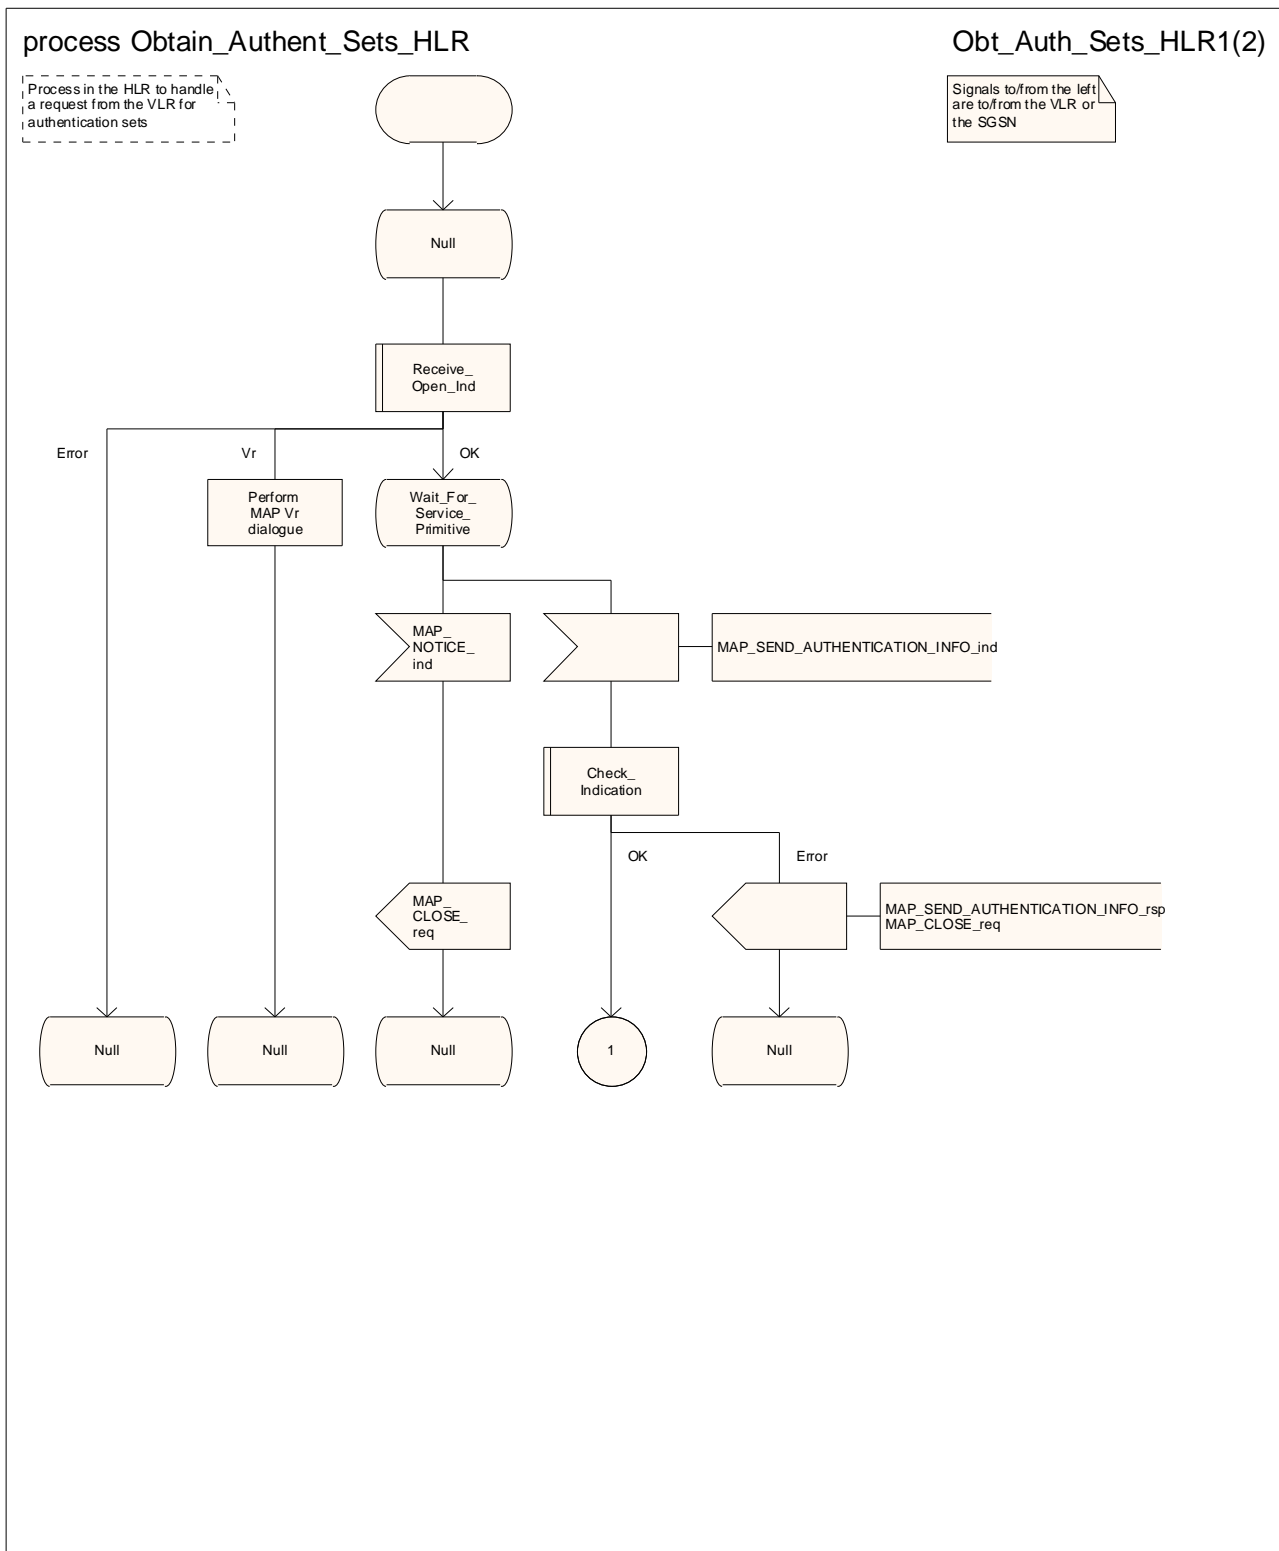 process Obtain_Authent_Sets_HLR
Obt_Auth_Sets_HLR1(2)
Process in the HLR to handle
a request from the VLR for
authentication sets
Signals to/from the left
are to/from the VLR or
the SGSN
Null
Receive_
Open_Ind
Error
Vr
OK
Perform
MAP Vr
dialogue
Wait_For_
Service_
Primitive
MAP_
NOTICE_
ind
MAP_SEND_AUTHENTICATION_INFO_ind
Check_
Indication
OK
Error
MAP_
CLOSE_
req
MAP_SEND_AUTHENTICATION_INFO_rsp
MAP_CLOSE_req
Null
Null
Null
1
Null